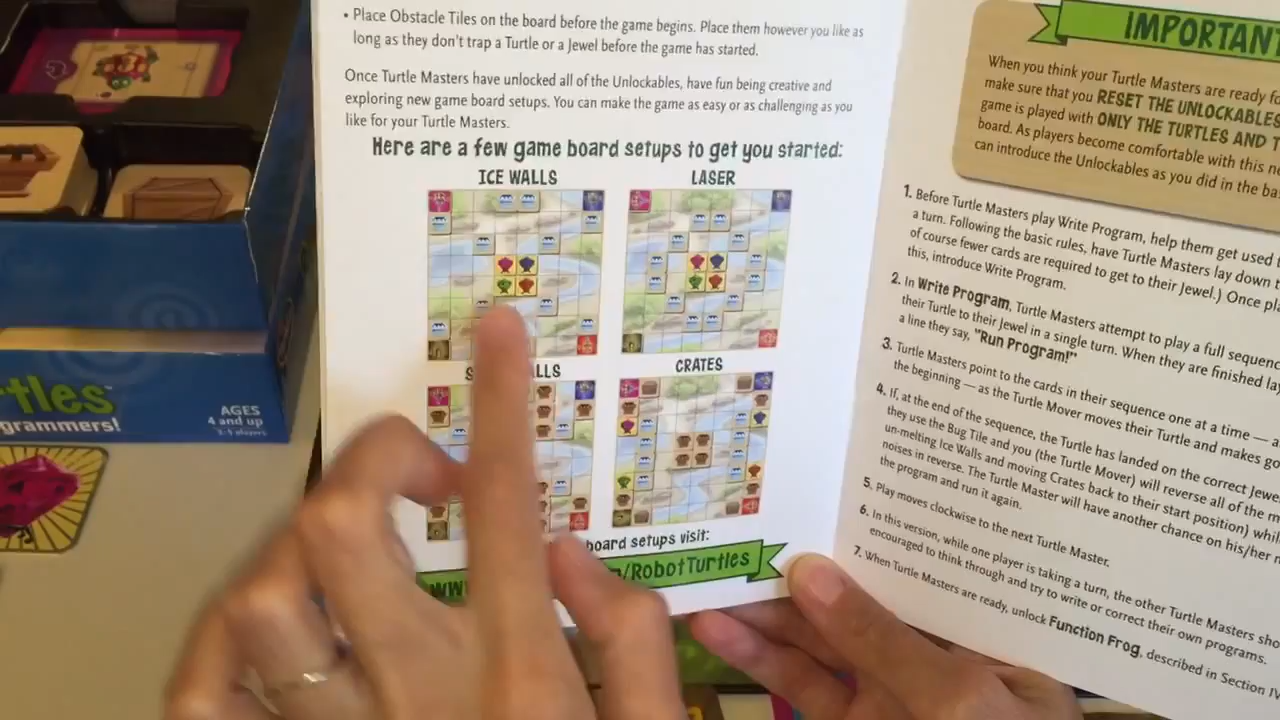 • Place Obstacle Tiles on the board before the game begins. Place them however you like as
long as they don't trap a Turtle or a Jewel before the game has started.
Once Turtle Masters have unlocked all of the Unlockables, have fun being creative and
exploring new game board setups. You can make the game as easy or as challenging as you
like for your Turtle Masters.
Here are a few game board setups to get you started:
ICE WALLS
LASER
LLS
CRATES
board setups visit:
/RobotTurtles
IMPORTANT
When you think your Turtle Masters are ready
make sure that you RESET THE UNLOCKABLES
game is played with ONLY THE TURTLES AND
board. As players become comfortable with this
can introduce the Unlockables as you did in the
1. Before Turtle Masters play Write Program, help them get used
a turn. Following the basic rules, have Turtle Masters lay down
of course fewer cards are required to get to their Jewel.) Once
this, introduce Write Program.
2. In Write Program, Turtle Masters attempt to play a full
their Turtle to their Jewel in a single turn. When they are finished
a line they say, "Run Program!"
3. Turtle Masters point to the cards in their sequence one at a time —
the beginning — as the Turtle Mover moves their Turtle and makes
4. If, at the end of the sequence, the Turtle has landed on the correct
they use the Bug Tile and you (the Turtle Mover) will reverse all of the
un-melting Ice Walls and moving Crates back to their start position)
noises in reverse. The Turtle Master will have another chance on his/her
the program and run it again.
5. Play moves clockwise to the next Turtle Master.
6. In this version, while one player is taking a turn, the other Turtle Masters
encouraged to think through and try to write or correct their own programs.
7. When Turtle Masters are ready, unlock Function Frog, described in Section
tles
grammers!
AGES
4 and up